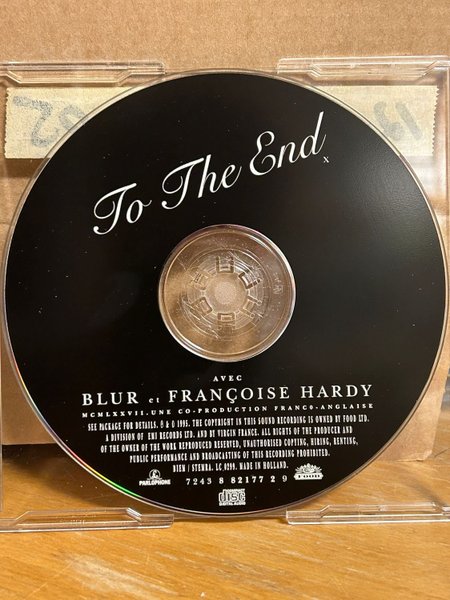 To The End
x
AVEC
BLUR et FRANÇOISE HARDY
MCMLXXVII.UNE CO-PRODUCTION FRANCO-ANGLAISE
SEE PACKAGE FOR DETAILS. ℗ & © 1995. THE COPYRIGHT IN THIS SOUND RECORDING IS OWNED BY FOOD LTD.
A DIVISION OF EMI RECORDS LTD. AND BY VIRGIN FRANCE. ALL RIGHTS OF THE PRODUCER AND
OF THE OWNER OF THE WORK REPRODUCED RESERVED, UNAUTHORISED COPYING, HIRING, RENTING,
PUBLIC PERFORMANCE AND BROADCASTING OF THIS RECORDING PROHIBITED.
BIEM / STEMRA. LC 0299. MADE IN HOLLAND.
PARLOPHONE
7243 8 82177 2 9
FOOD
COMPACT
disc
DIGITAL AUDIO